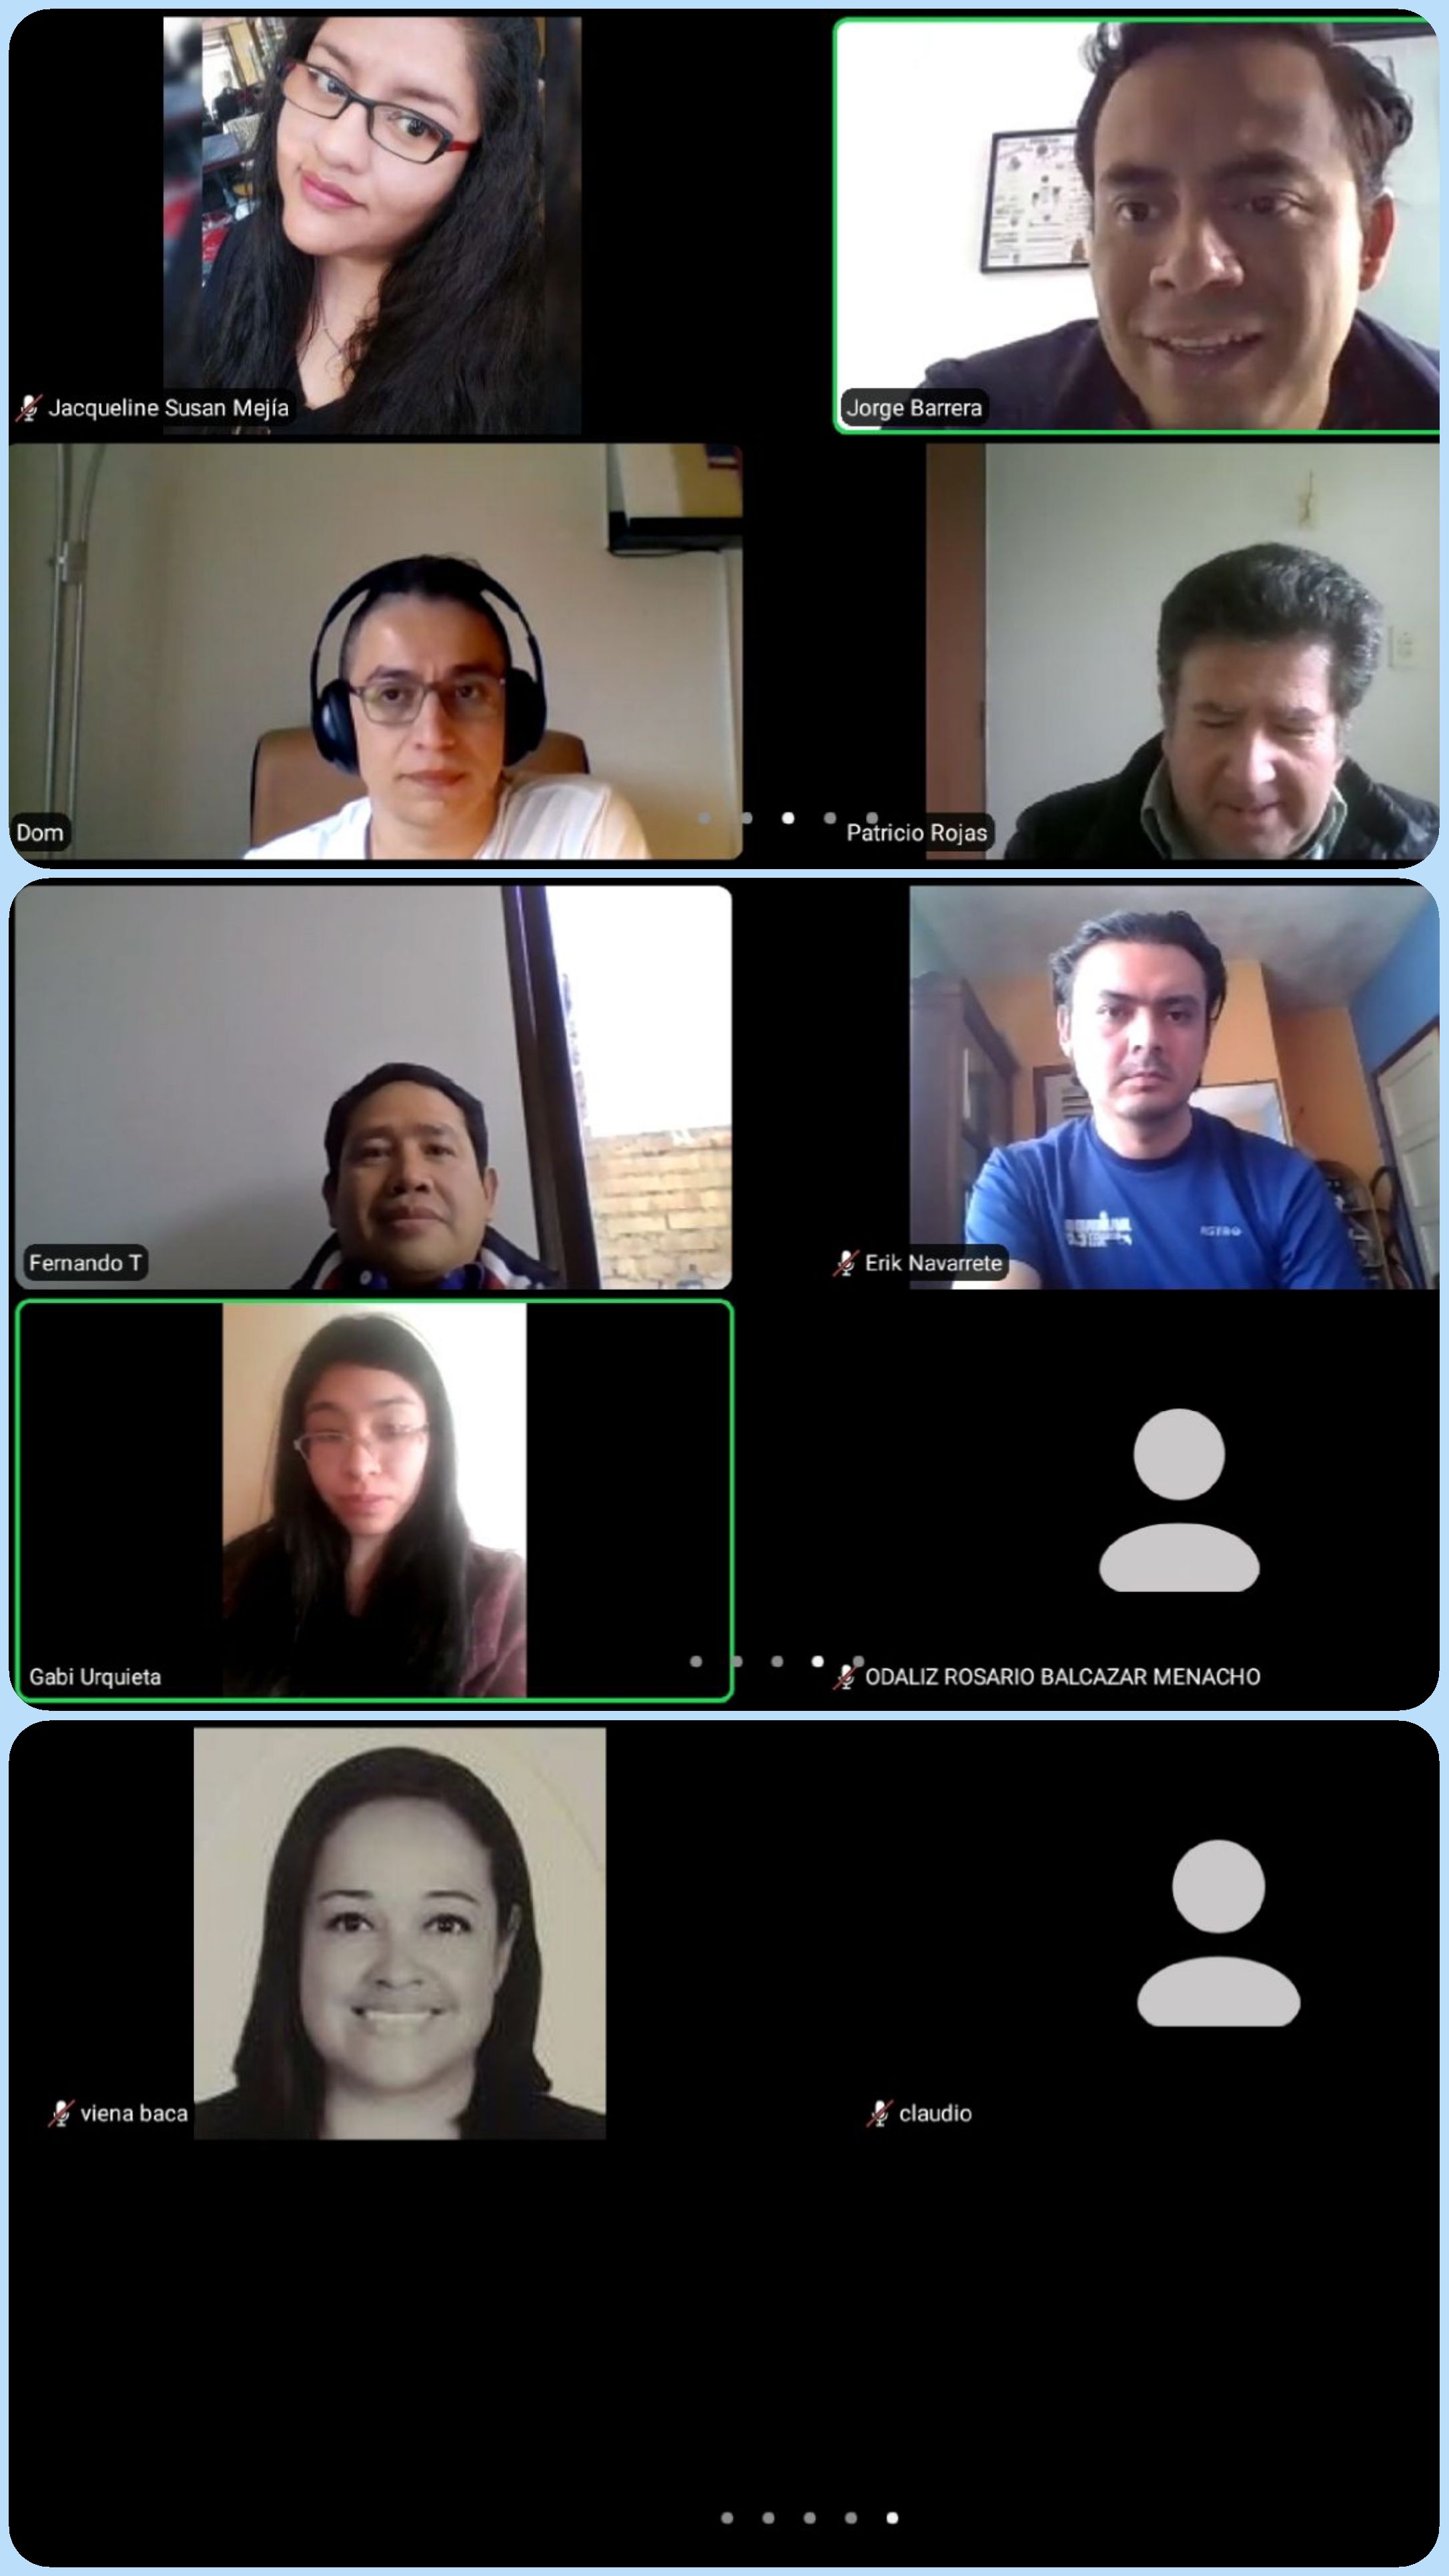 Jacqueline Susan Mejía
Jorge Barrera
Dom
Patricio Rojas
Fernando T
Erik Navarrete
Gabi Urquieta
ODALIZ ROSARIO BALCAZAR MENACHO
viena baca
claudio